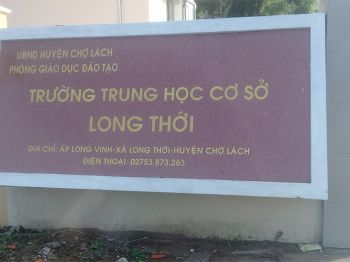 UBND HUYỆN CHỢ LÁCH
PHÒNG GIÁO DỤC ĐÀO TẠO
TRƯỜNG TRUNG HỌC CƠ SỞ
LONG THỚI
ĐỊA CHỈ: ẤP LONG VINH-XÃ LONG THỚI-HUYỆN CHỢ LÁCH
ĐIỆN THOẠI: 02753.873.263